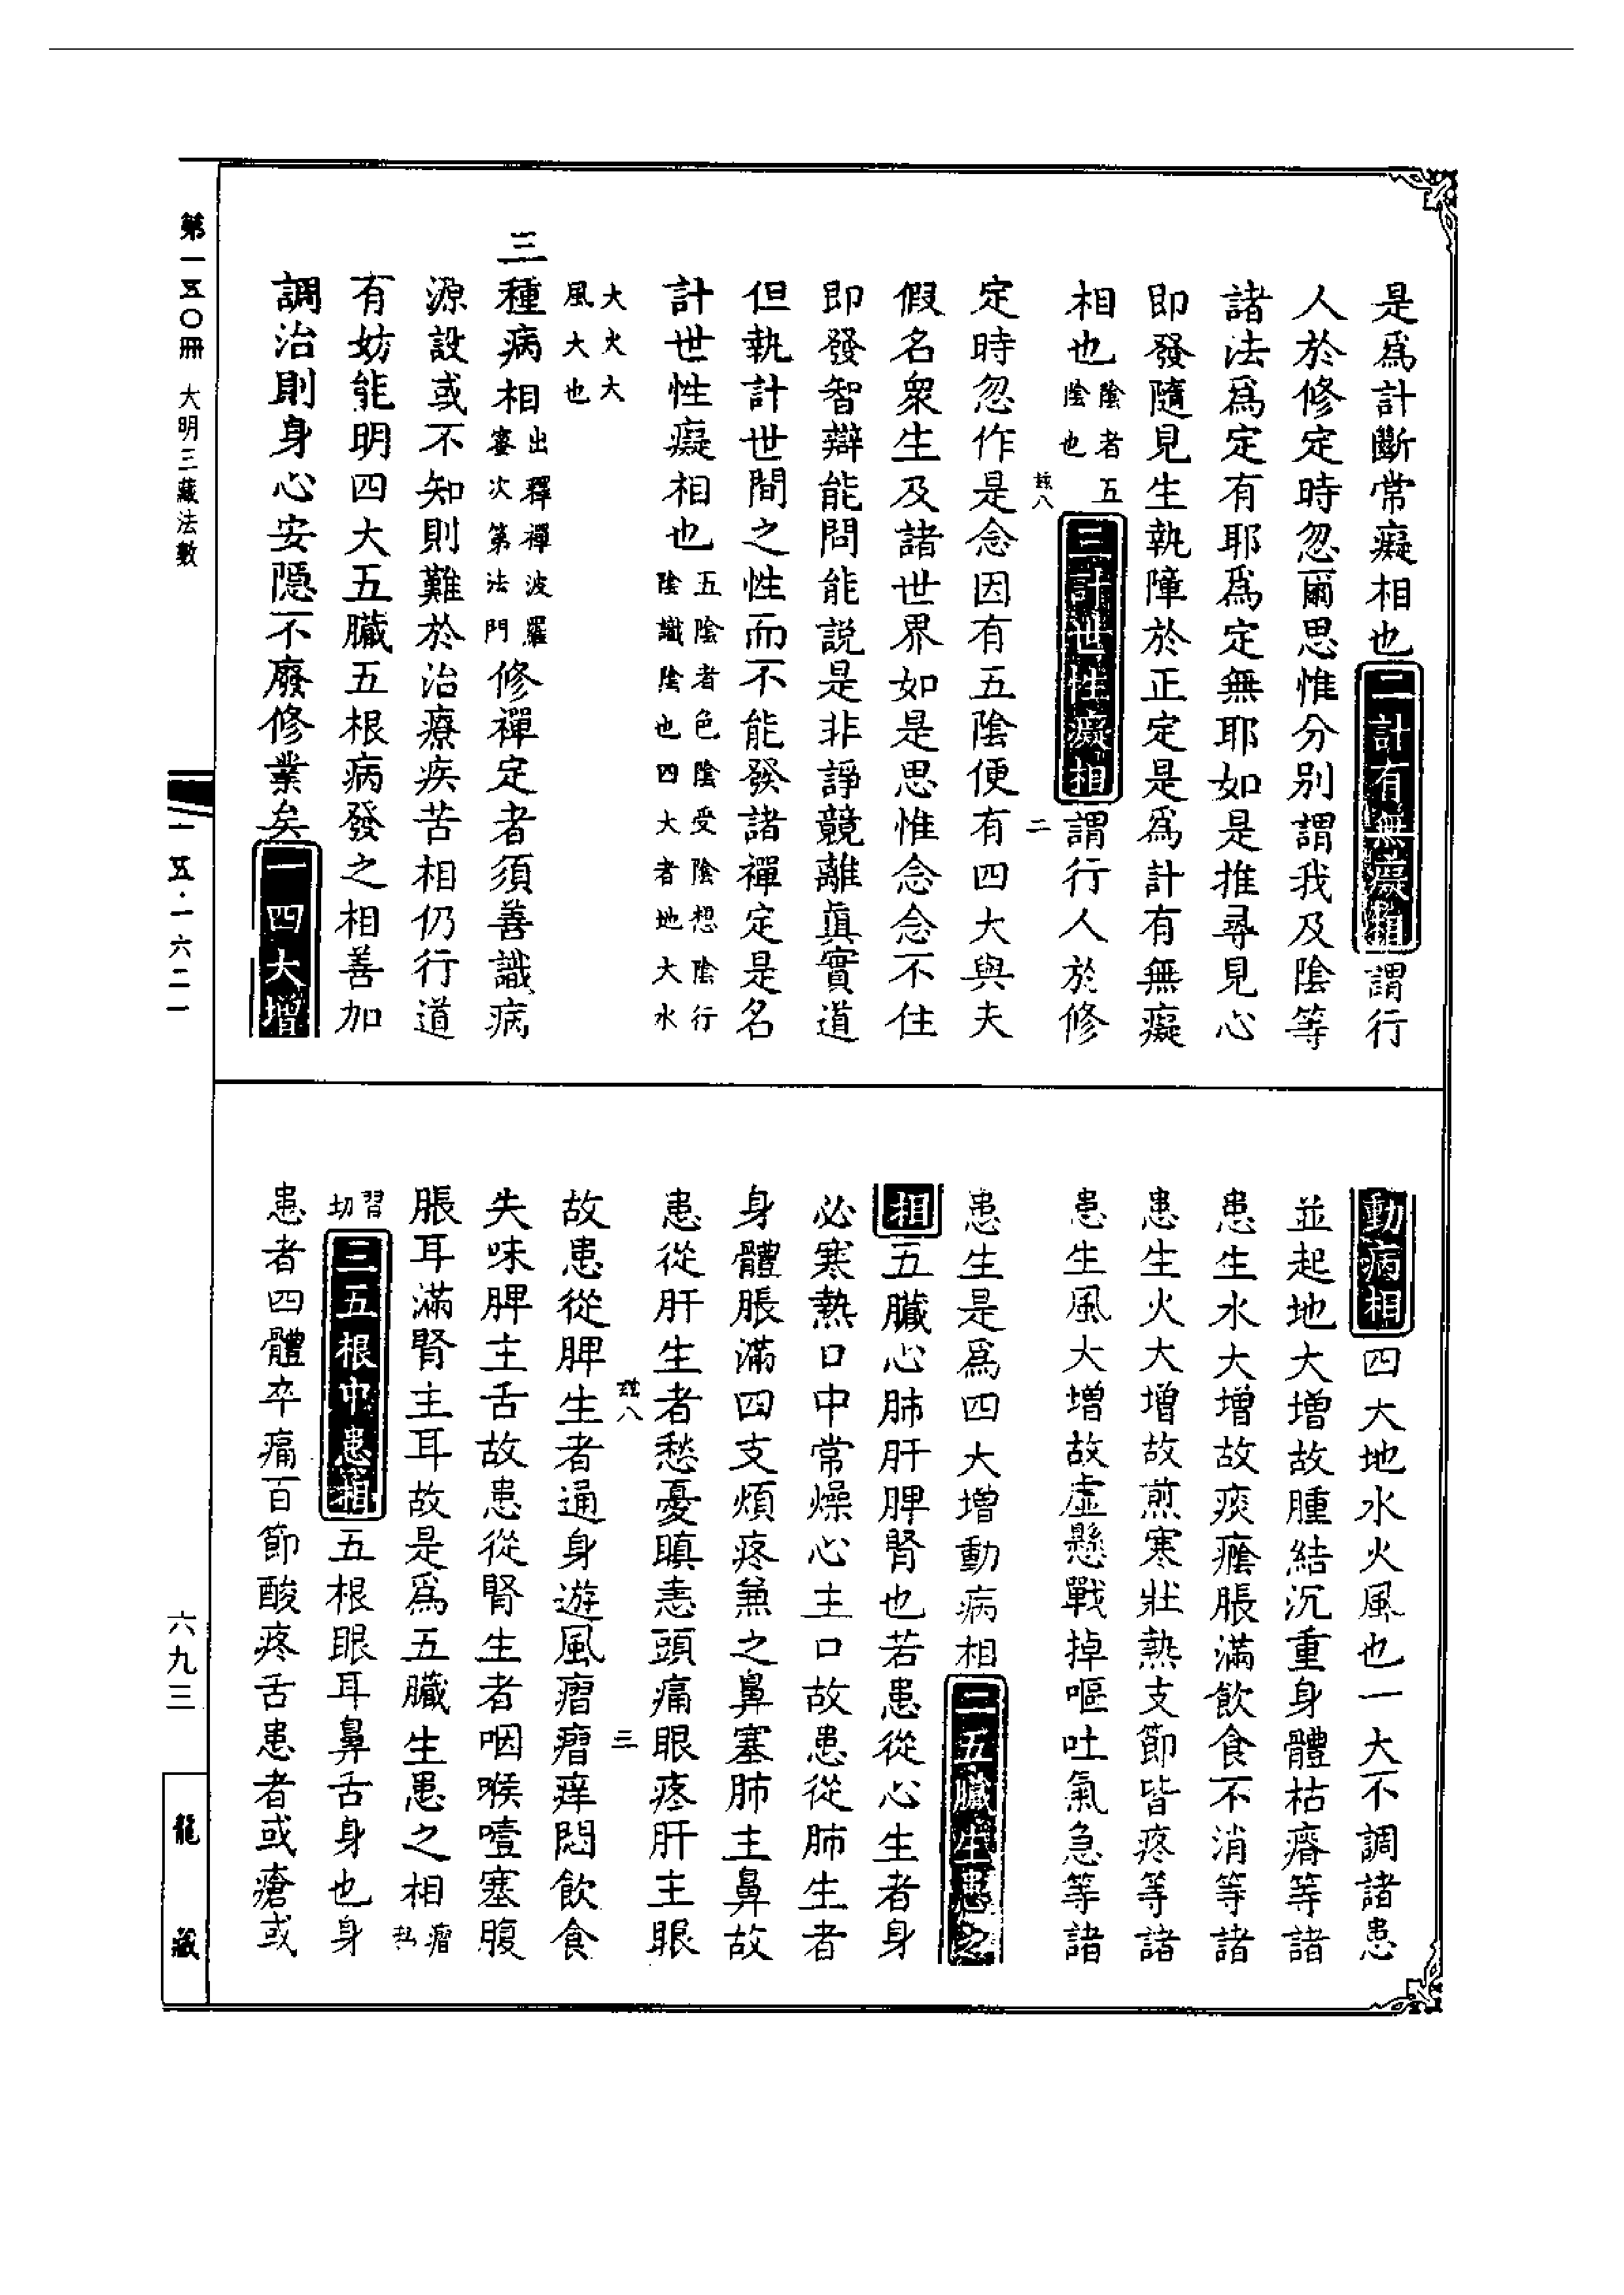 是爲計斷常癡相也二計有無癡相謂行
人於修定時忽爾思惟分別謂我及陰等
諸法爲定有耶爲定無耶如是推尋見心
即發隨見生執障於正定是爲計有無癡
相也陰者五陰也三計世性癡相謂行人於修
玆八 二
定時忽作是念因有五陰便有四大與夫
假名衆生及諸世界如是思惟念念不住
即發智辯能問能説是非諍競離眞實道
但執計世間之性而不能發諸禪定是名
計世性癡相也五陰者色陰受陰想陰行陰識陰也四大者地大水
大火大風大也
三種病相出釋禪波羅蜜次第法門修禪定者須善識病
源設或不知則難於治療疾苦相仍行道
有妨能明四大五臟五根病發之相善加
調治則身心安隱不廢修業矣一四大增
動病相四大地水火風也一大不調諸患
並起地大增故腫結沉重身體枯瘠等諸
患生水大增故痰癊脹滿飲食不消等諸
患生火大增故煎寒壯熱支節皆疼等諸
患生風大增故虛懸戰掉嘔吐氣急等諸
患生是爲四大增動病相二五臟生患之
相五臟心肺肝脾腎也若患從心生者身
必寒熱口中常燥心主口故患從肺生者
身體脹滿四支煩疼兼之鼻塞肺主鼻故
患從肝生者愁憂瞋恚頭痛眼疼肝主眼
玆八 三
故患從脾生者通身遊風瘤瘤痒悶飲食
失味脾主舌故患從腎生者咽喉噎塞腹
脹耳滿腎主耳故是爲五臟生患之相瘤
習切三五根中患相五根眼耳鼻舌身也身
患者四體卒痛百節酸疼舌患者或瘡或
第一五〇冊 大明三藏法數
一五·一六二一
六九三
龍藏